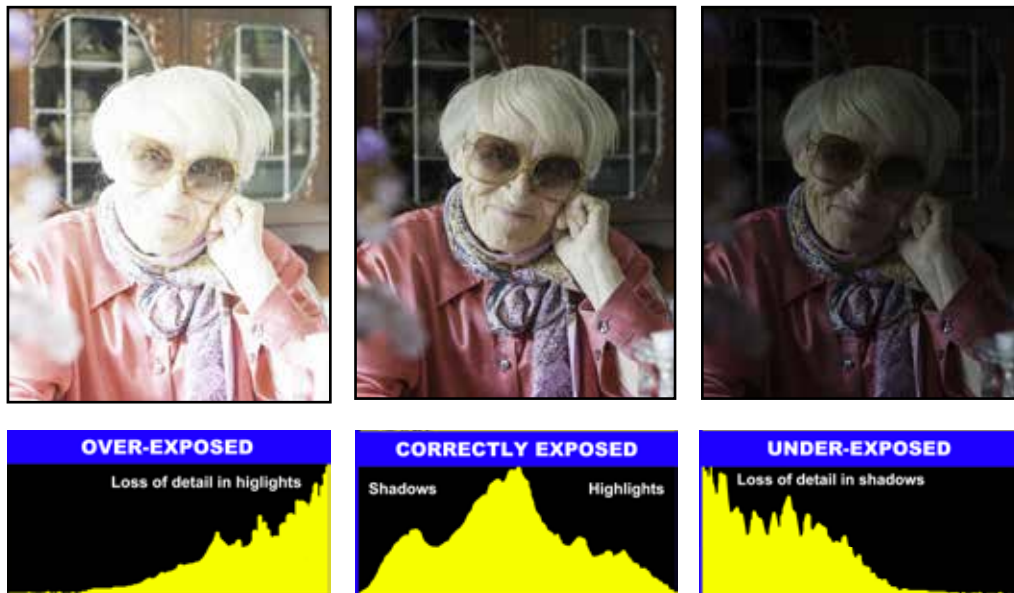 OVER-EXPOSED
Loss of detail in higlights
CORRECTLY EXPOSED
Shadows
Highlights
UNDER-EXPOSED
Loss of detail in shadows